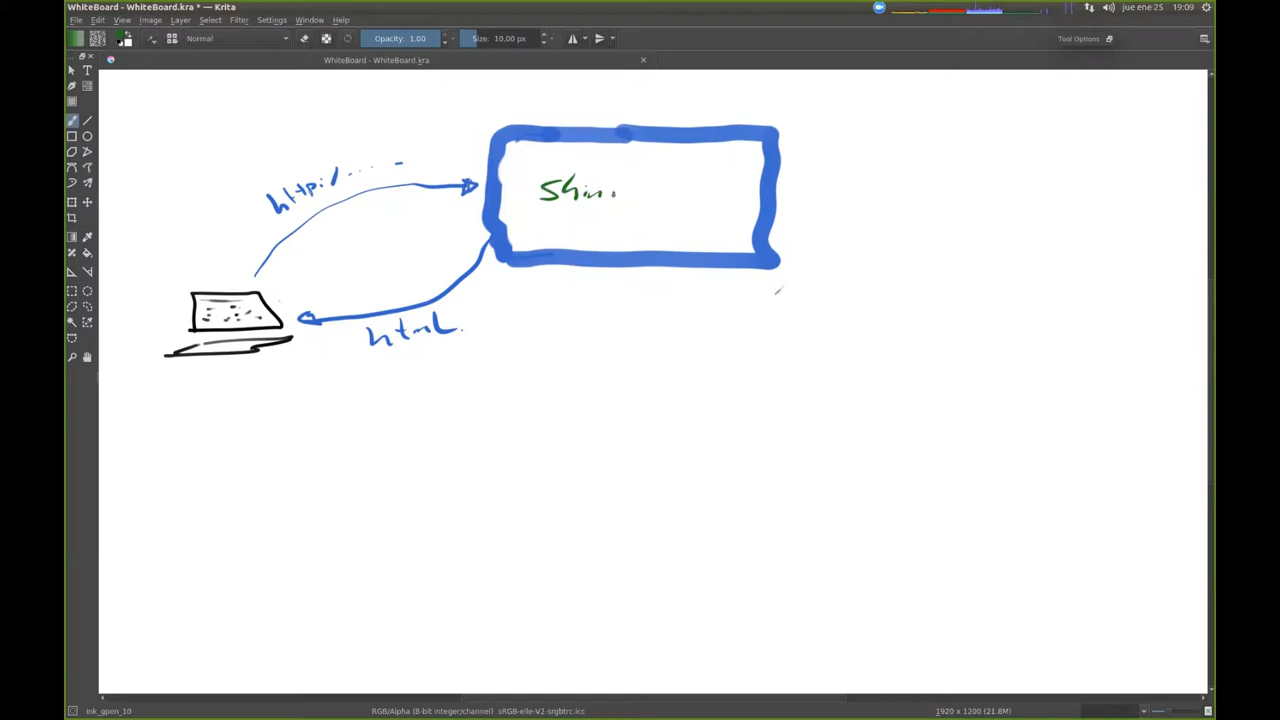 WhiteBoard - WhiteBoard.kra * — Krita
jue ene 25 19:09
File Edit View Image Layer Select Filter Settings Window Help
Normal Opacity: 1,00 Size: 10,00 px Tool Options
WhiteBoard - WhiteBoard.kra
http:/
html
Ink_gpen_10 RGB/Alpha (8-bit integer/channel) sRGB-elle-V2-srgbtrc.icc 1920 x 1200 (21.8M)